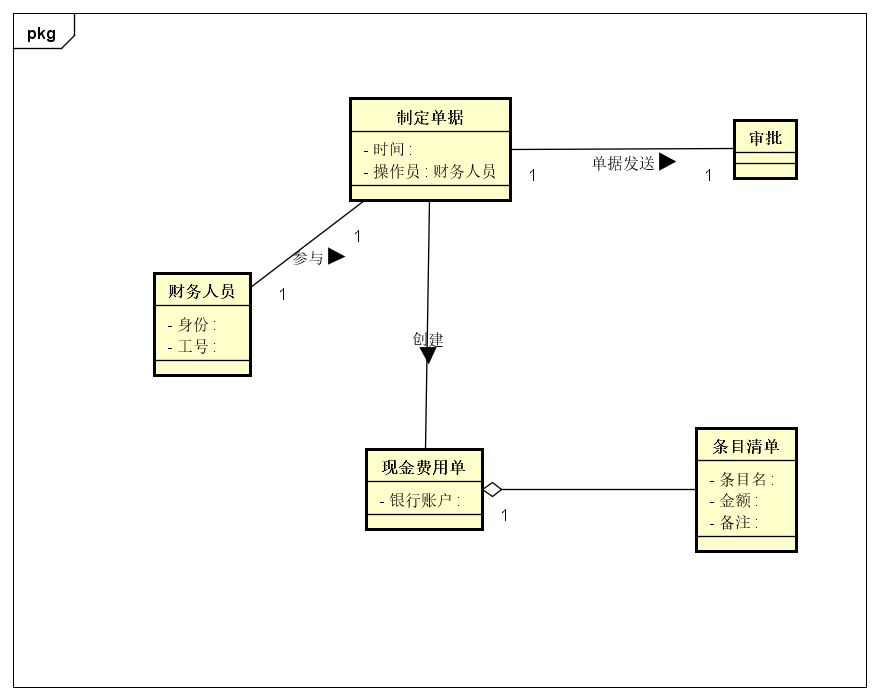 pkg
制定单据
- 时间 :
- 操作员 : 财务人员
审批
单据发送
1
1
1
参与
1
财务人员
- 身份 :
- 工号 :
创建
现金费用单
- 银行账户 :
1
条目清单
- 条目名 :
- 金额 :
- 备注 :